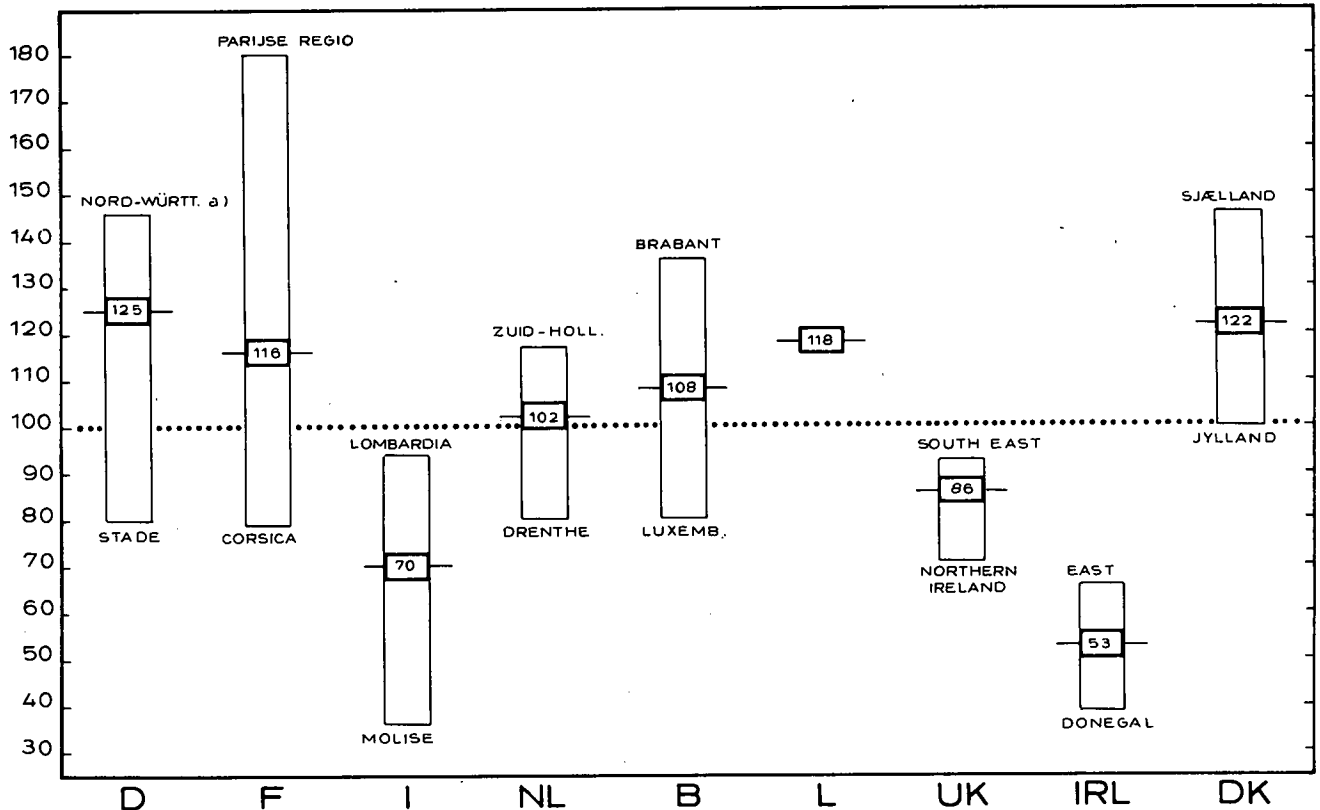 180
170
160
150
140
130
120
110
100
90
80
70
60
50
40
30
PARIJSE REGIO
NORD-WÜRTT. a)
125
STADE
116
CORSICA
LOMBARDIA
70
MOLISE
ZUID-HOLL.
102
DRENTHE
BRABANT
108
LUXEMB.
118
SOUTH EAST
86
NORTHERN
IRELAND
EAST
53
DONEGAL
SJÆLLAND
122
JYLLAND
D F I NL B L UK IRL DK